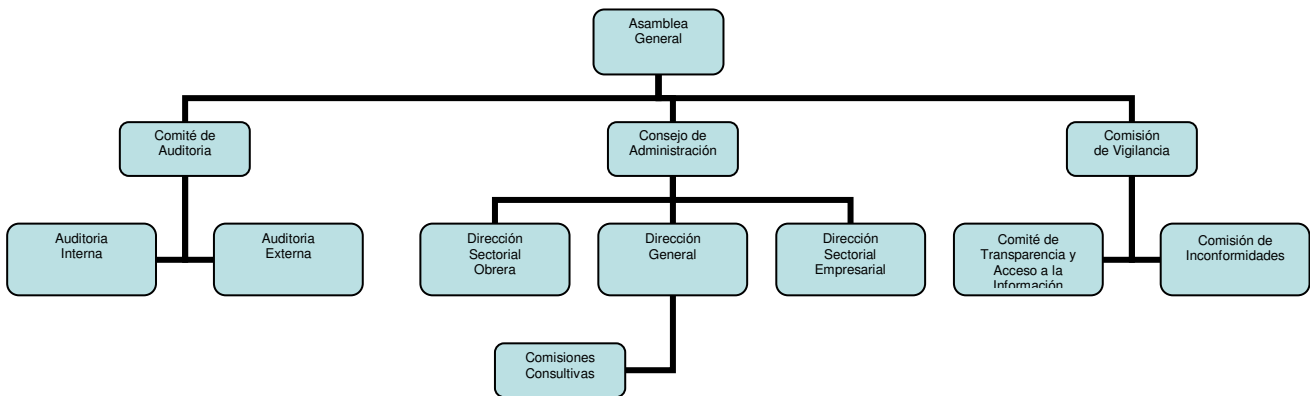 Asamblea
General
Comité de
Auditoria
Consejo de
Administración
Comisión
de Vigilancia
Auditoria
Interna
Auditoria
Externa
Dirección
Sectorial
Obrera
Dirección
General
Dirección
Sectorial
Empresarial
Comité de
Transparencia y
Acceso a la
Información
Comisión de
Inconformidades
Comisiones
Consultivas